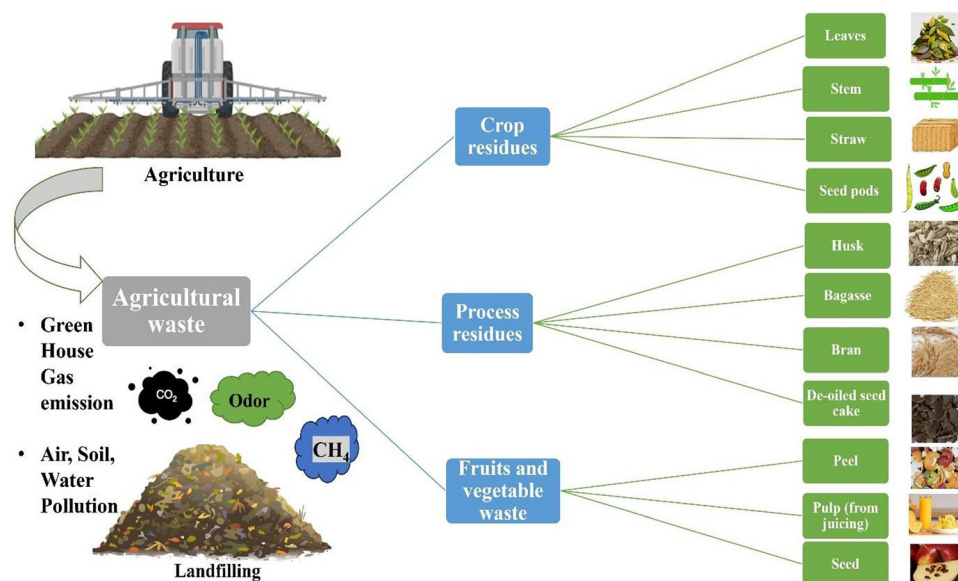 Agriculture
Agricultural
waste
• Green
House
Gas
emission
• Air, Soil,
Water
Pollution
CO₂
Odor
CH₄
Landfilling
Crop
residues
Process
residues
Fruits and
vegetable
waste
Leaves
Stem
Straw
Seed pods
Husk
Bagasse
Bran
De-oiled seed
cake
Peel
Pulp (from
juicing)
Seed